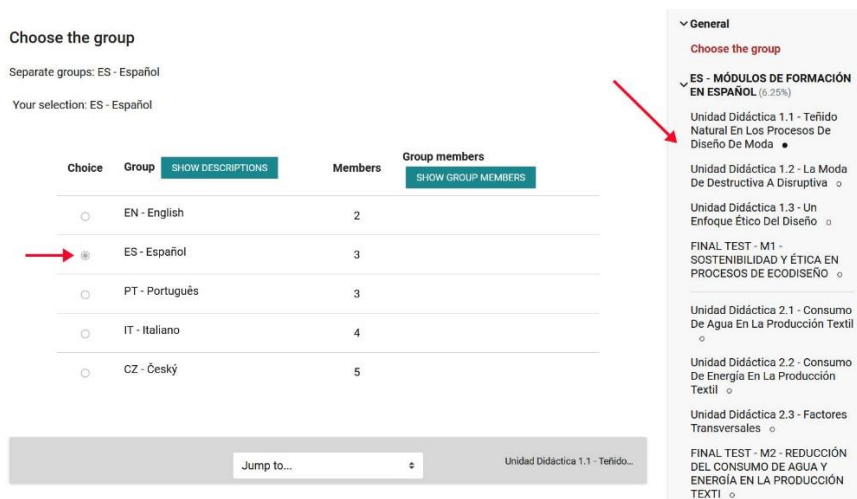 Choose the group
Separate groups: ES - Español
Your selection: ES - Español
Choice Group SHOW DESCRIPTIONS Members Group members
SHOW GROUP MEMBERS
EN - English 2
ES - Español 3
PT - Português 3
IT - Italiano 4
CZ - Český 5
Jump to... Unidad Didáctica 1.1 - Teñido...
General
Choose the group
ES - MÓDULOS DE FORMACIÓN
EN ESPAÑOL (6.25%)
Unidad Didáctica 1.1 - Teñido
Natural En Los Procesos De
Diseño De Moda
Unidad Didáctica 1.2 - La Moda
De Destructiva A Disruptiva
Unidad Didáctica 1.3 - Un
Enfoque Ético Del Diseño
FINAL TEST - M1 -
SOSTENIBILIDAD Y ÉTICA EN
PROCESOS DE ECODISEÑO
Unidad Didáctica 2.1 - Consumo
De Agua En La Producción Textil
Unidad Didáctica 2.2 - Consumo
De Energía En La Producción
Textil
Unidad Didáctica 2.3 - Factores
Transversales
FINAL TEST - M2 - REDUCCIÓN
DEL CONSUMO DE AGUA Y
ENERGÍA EN LA PRODUCCIÓN
TEXTI